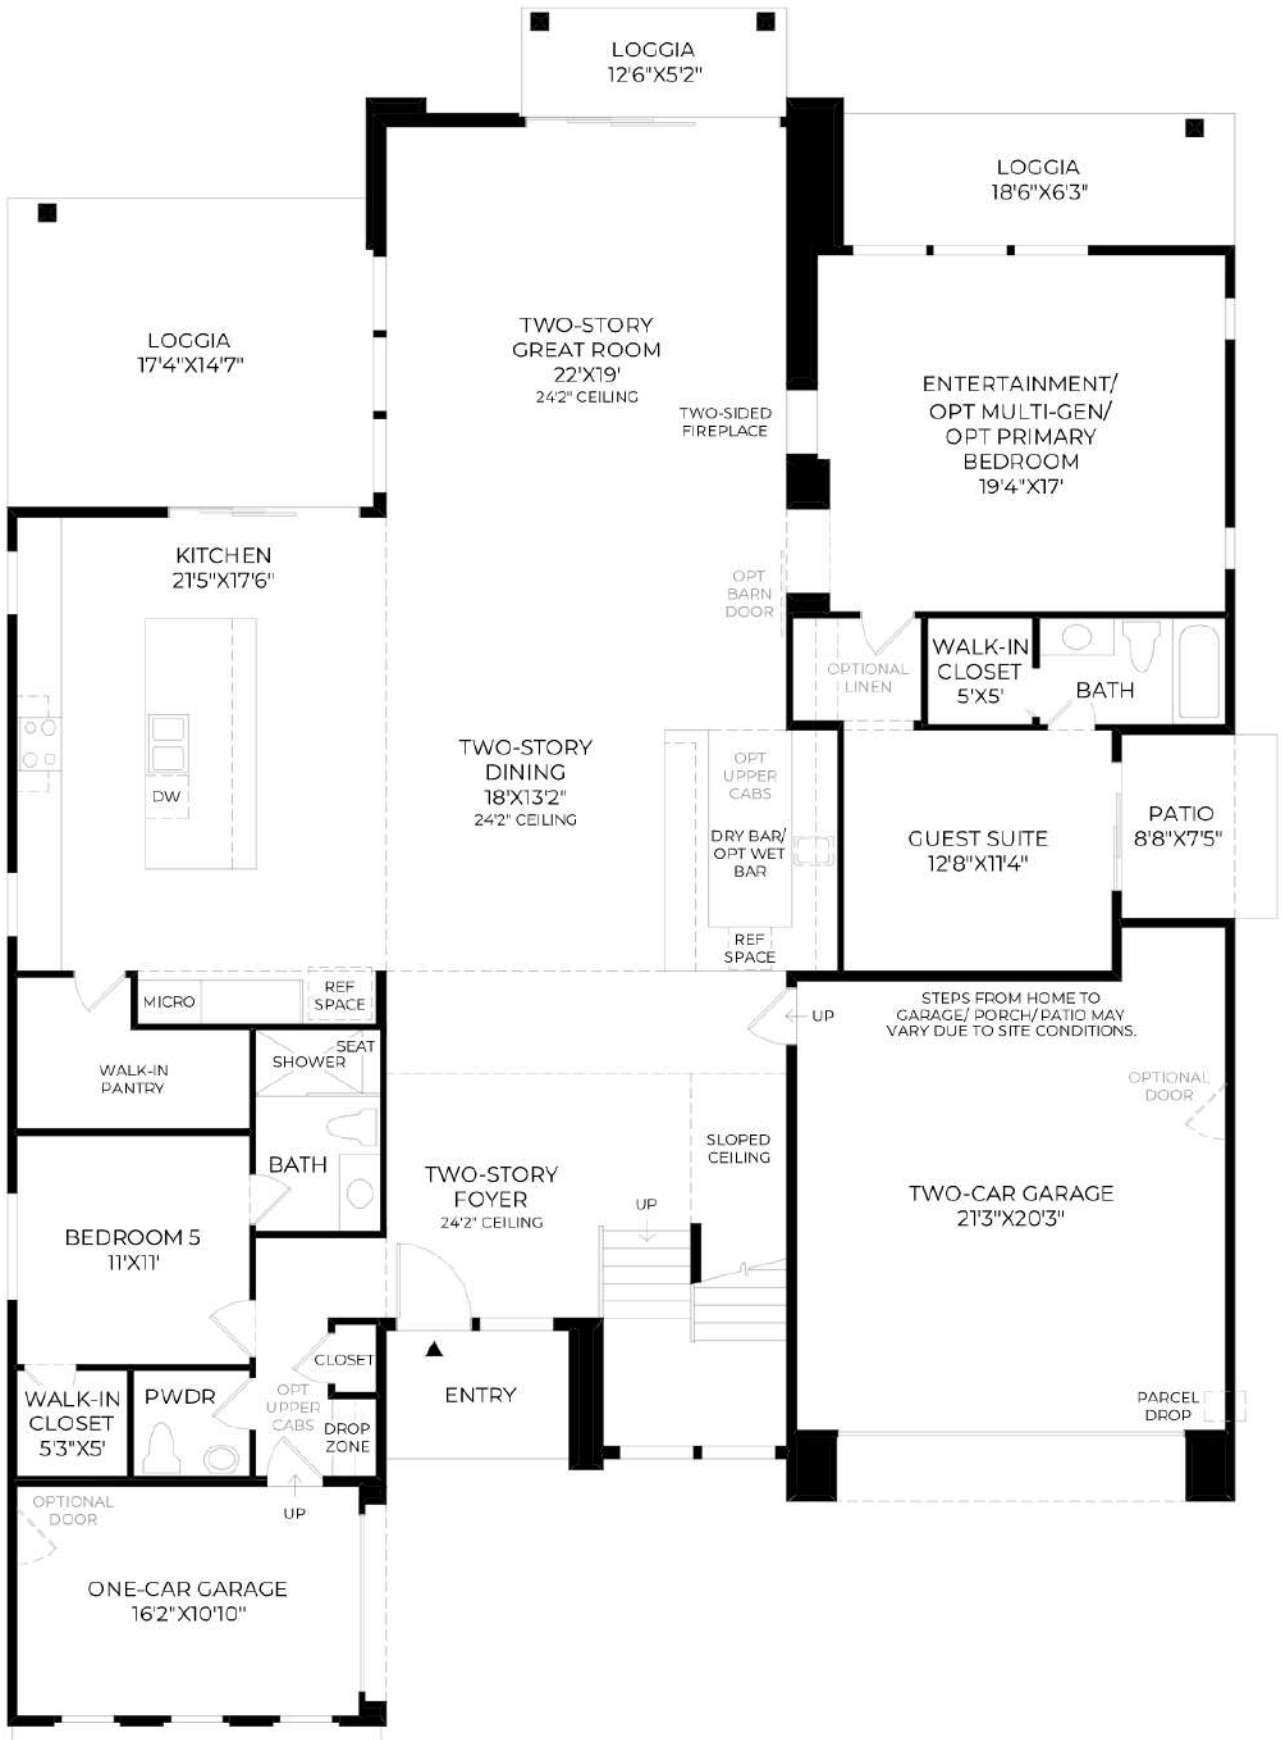 LOGGIA
12'6"X5'2"
LOGGIA
18'6"X6'3"
LOGGIA
17'4"X14'7"
TWO-STORY
GREAT ROOM
22'X19'
24'2" CEILING
TWO-SIDED
FIREPLACE
ENTERTAINMENT/
OPT MULTI-GEN/
OPT PRIMARY
BEDROOM
19'4"X17'
KITCHEN
21'5"X17'6"
OPT
BARN
DOOR
OPTIONAL
LINEN
WALK-IN
CLOSET
5'X5'
BATH
DW
TWO-STORY
DINING
18'X13'2"
24'2" CEILING
OPT
UPPER
CABS
DRY BAR/
OPT WET
BAR
REF
SPACE
GUEST SUITE
12'8"X11'4"
PATIO
8'8"X7'5"
MICRO
REF
SPACE
UP
STEPS FROM HOME TO
GARAGE/ PORCH/ PATIO MAY
VARY DUE TO SITE CONDITIONS.
WALK-IN
PANTRY
SEAT
SHOWER
BATH
OPTIONAL
DOOR
SLOPED
CEILING
TWO-STORY
FOYER
24'2" CEILING
UP
TWO-CAR GARAGE
21'3"X20'3"
BEDROOM 5
11'X11'
CLOSET
ENTRY
WALK-IN
CLOSET
5'3"X5'
PWDR
OPT
UPPER
CABS
DROP
ZONE
PARCEL
DROP
OPTIONAL
DOOR
UP
ONE-CAR GARAGE
16'2"X10'10"